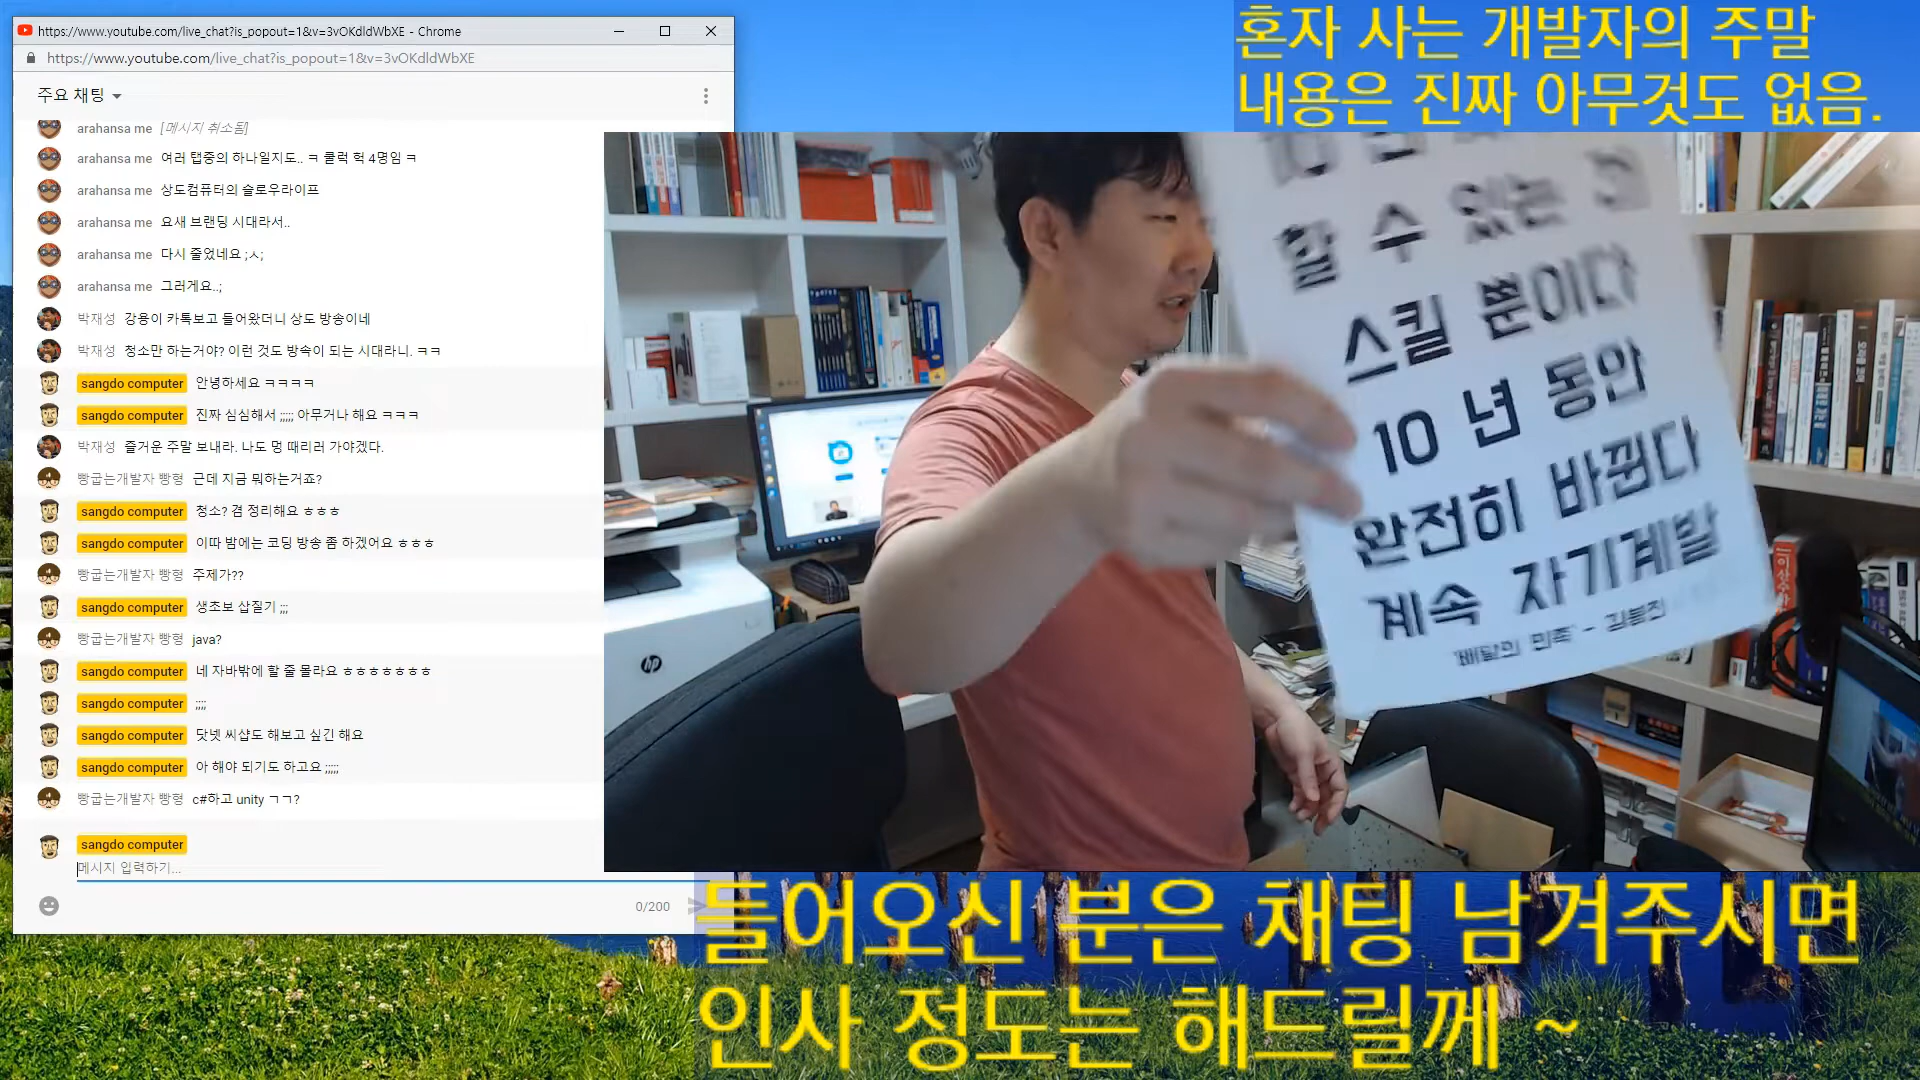 https://www.youtube.com/live_chat?is_popout=1&v=3vOKdldWbXE - Chrome
https://www.youtube.com/live_chat?is_popout=1&v=3vOKdldWbXE
주요 채팅
arahansa me [메시지 취소됨]
arahansa me 여러 탭중의 하나일지도.. ㅋ 쿨럭 헉 4명임 ㅋ
arahansa me 상도컴퓨터의 슬로우라이프
arahansa me 요새 브랜딩 시대라서..
arahansa me 다시 줄었네요 ;ㅅ;
arahansa me 그러게요..;
박재성 강용이 카톡보고 들어왔더니 상도 방송이네
박재성 청소만 하는거야? 이런 것도 방속이 되는 시대라니. ㅋㅋ
sangdo computer 안녕하세요 ㅋㅋㅋㅋ
sangdo computer 진짜 심심해서 ;;;;; 아무거나 해요 ㅋㅋㅋ
박재성 즐거운 주말 보내라. 나도 멍 때리러 가야겠다.
빵굽는개발자 빵형 근데 지금 뭐하는거죠?
sangdo computer 청소? 겸 정리해요 ㅎㅎㅎ
sangdo computer 이따 밤에는 코딩 방송 좀 하겠어요 ㅎㅎㅎ
빵굽는개발자 빵형 주제가??
sangdo computer 생초보 삽질기 ;;;
빵굽는개발자 빵형 java?
sangdo computer 네 자바밖에 할 줄 몰라요 ㅎㅎㅎㅎㅎㅎㅎ
sangdo computer ;;;;
sangdo computer 닷넷 씨샵도 해보고 싶긴 해요
sangdo computer 아 해야 되기도 하고요 ;;;;;
빵굽는개발자 빵형 c#하고 unity ㄱㄱ?
sangdo computer
메시지 입력하기...
0/200
혼자 사는 개발자의 주말
내용은 진짜 아무것도 없음.
할 수 있는
스킬 뿐이다
10 년 동안
완전히 바뀐다
계속 자기계발
'배달의 민족' - 김봉진
hp
들어오신 분은 채팅 남겨주시면
인사 정도는 해드릴께 ~